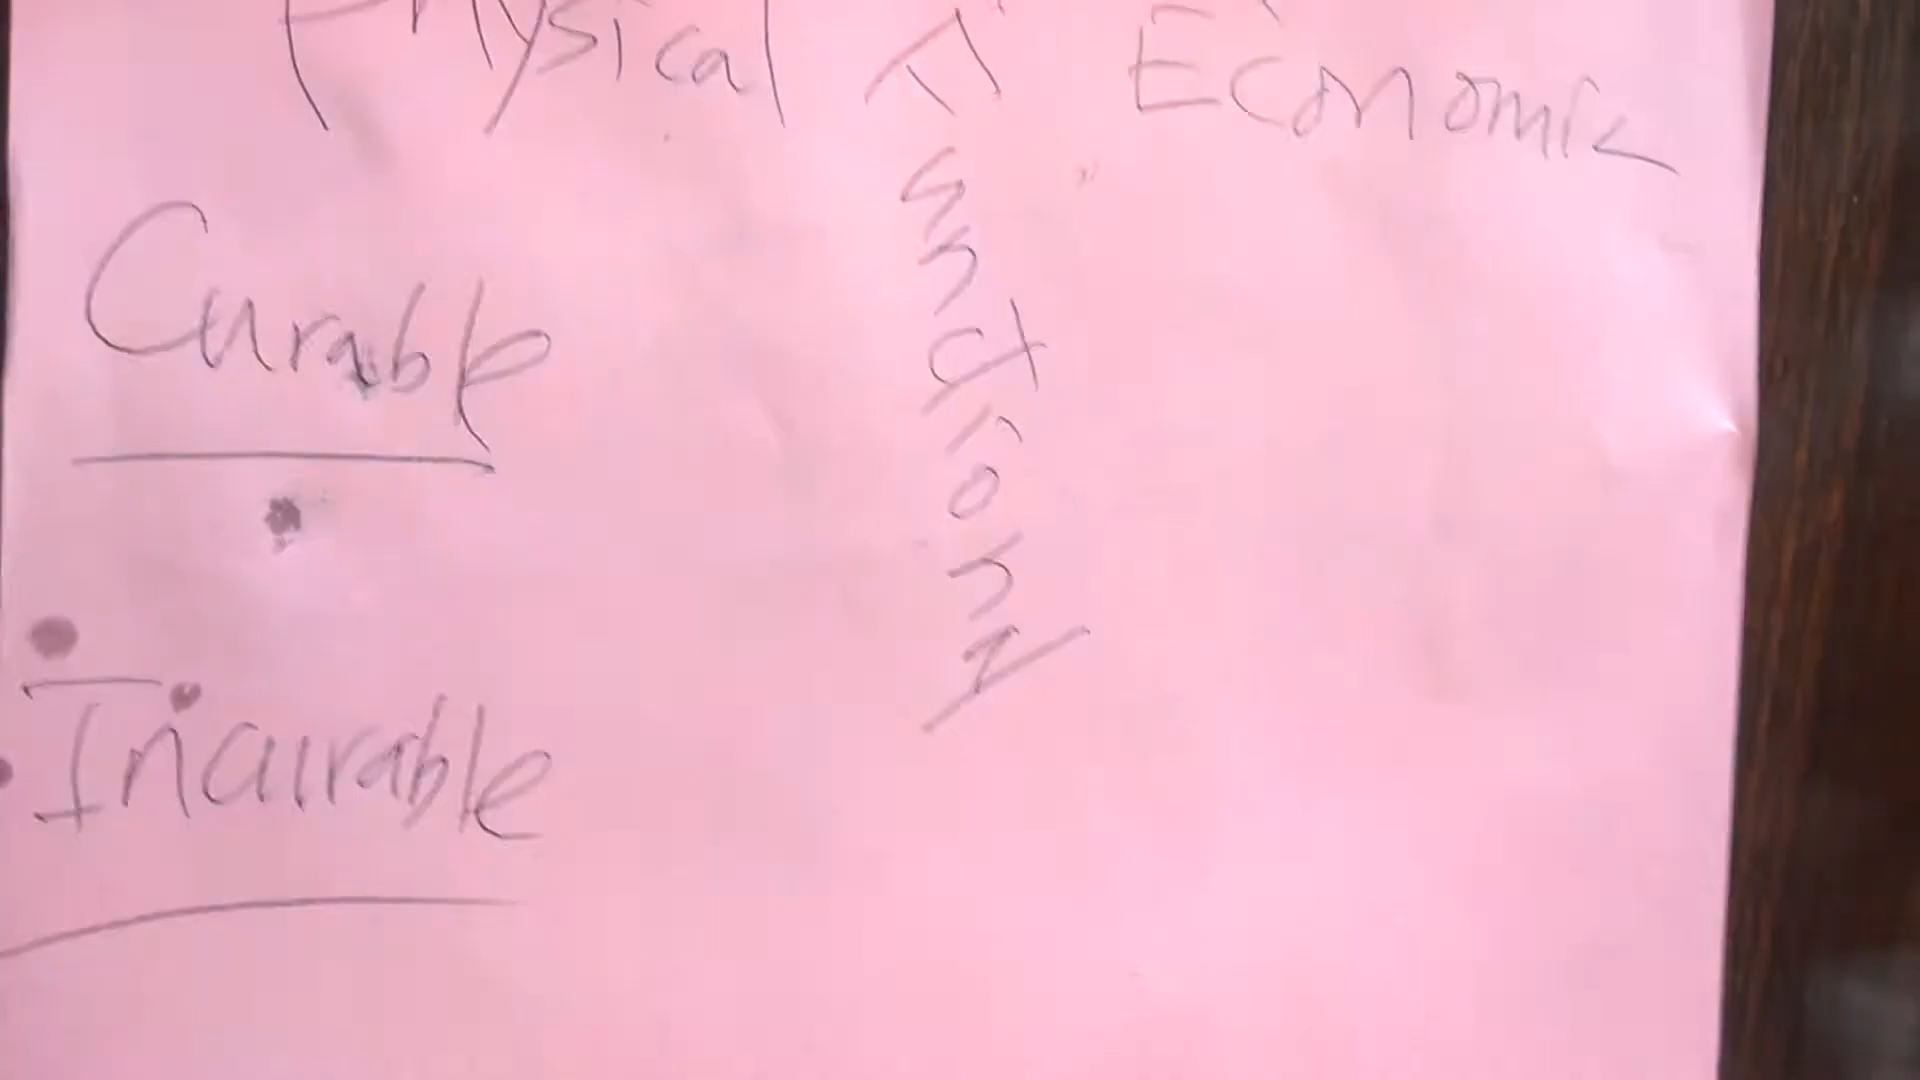 Physical
Functional
Economic
Curable
Incurable